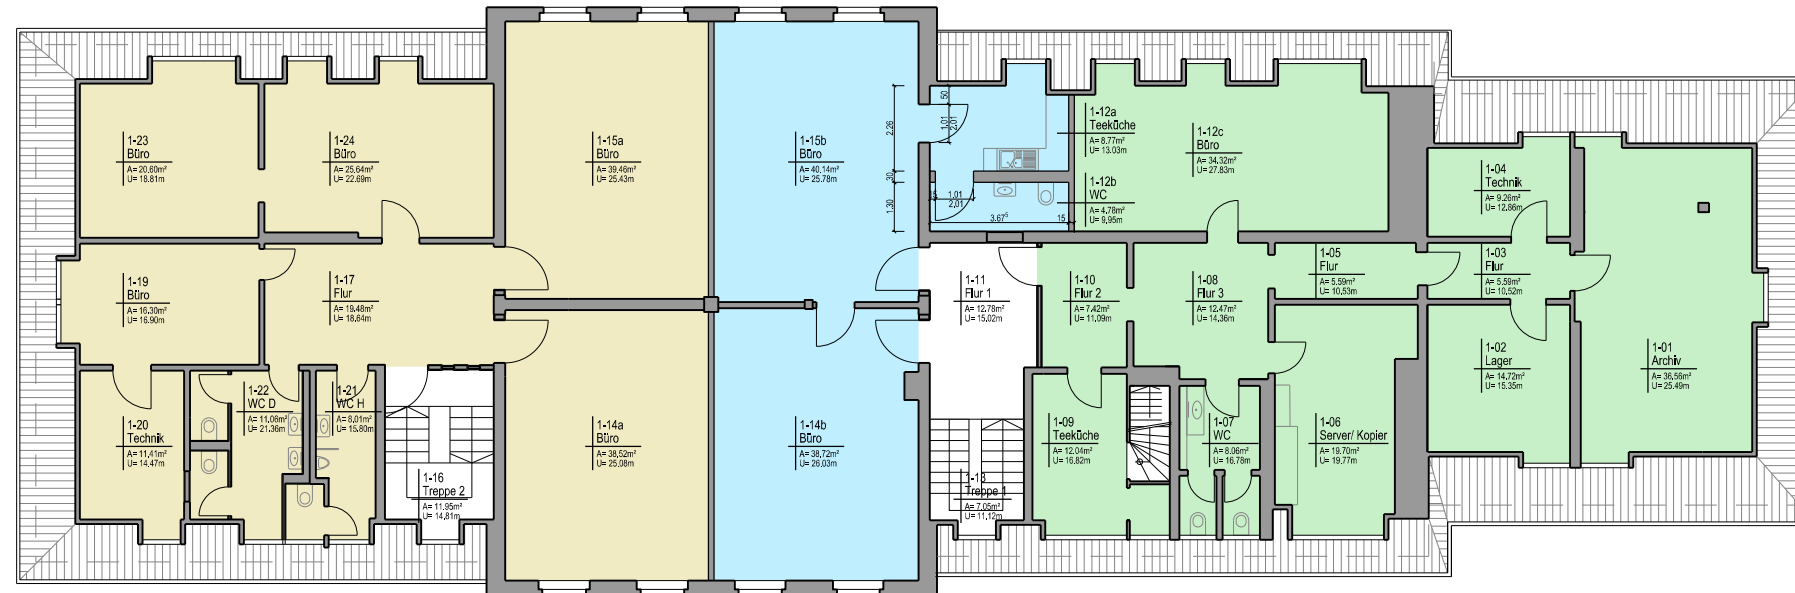 1-23
Büro
A= 20.60m²
U= 18.81m
1-24
Büro
A= 25,64m²
U= 22.69m
1-15a
Büro
A= 39.46m²
U= 25.43m
1-15b
Büro
A= 40,14m²
U= 25.78m
2.26
30
1.30
50
1,01
2,01
15
1,01
2,01
3.67⁵
15
1-12a
Teeküche
A= 8.77m²
U= 13.03m
1-12b
WC
A= 4,78m²
U= 9,95m
1-12c
Büro
A= 34,32m²
U= 27.83m
1-04
Technik
A= 9.26m²
U= 12,86m
1-19
Büro
A= 16.30m²
U= 16.90m
1-17
Flur
A= 19.48m²
U= 18,64m
1-11
Flur 1
A= 12.78m²
U= 15.02m
1-10
Flur 2
A= 7,42m²
U= 11,09m
1-08
Flur 3
A= 12.47m²
U= 14,36m
1-05
Flur
A= 5.59m²
U= 10,53m
1-03
Flur
A= 5.59m²
U= 10,52m
1-02
Lager
A= 14,72m²
U= 15,35m
1-01
Archiv
A= 36,56m²
U= 25.49m
1-20
Technik
A= 11,41m²
U= 14.47m
1-22
WC D
A= 11,06m²
U= 21,36m
1-21
WC H
A= 8,01m²
U= 15,80m
1-16
Treppe 2
A= 11,95m²
U= 14,81m
1-14a
Büro
A= 38,52m²
U= 25,08m
1-14b
Büro
A= 38,72m²
U= 26.03m
1-13
Treppe 1
A= 7,05m²
U= 11,12m
1-09
Teeküche
A= 12.04m²
U= 16,82m
1-07
WC
A= 8.06m²
U= 16,78m
1-06
Server/ Kopier
A= 19.70m²
U= 19.77m